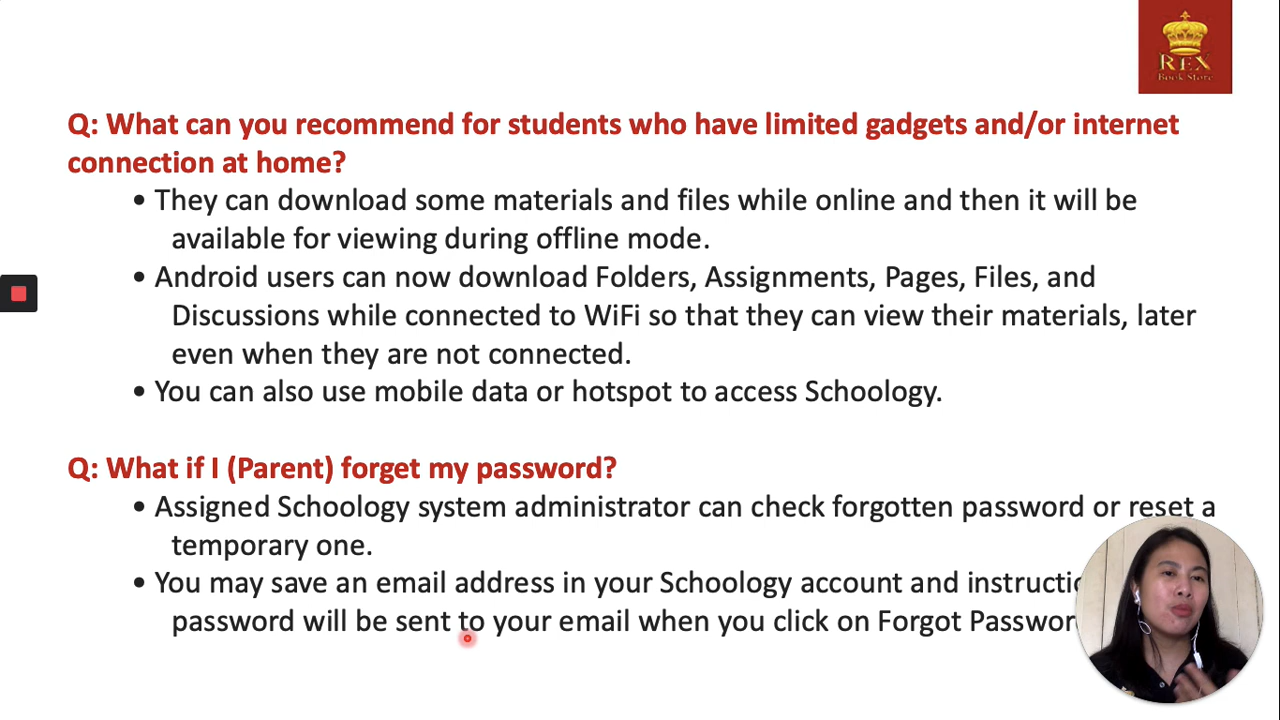 REX
Book Store
Q: What can you recommend for students who have limited gadgets and/or internet
connection at home?
• They can download some materials and files while online and then it will be
available for viewing during offline mode.
• Android users can now download Folders, Assignments, Pages, Files, and
Discussions while connected to WiFi so that they can view their materials, later
even when they are not connected.
• You can also use mobile data or hotspot to access Schoology.
Q: What if I (Parent) forget my password?
• Assigned Schoology system administrator can check forgotten password or reset a
temporary one.
• You may save an email address in your Schoology account and
password will be sent to your email when you click on Forgot